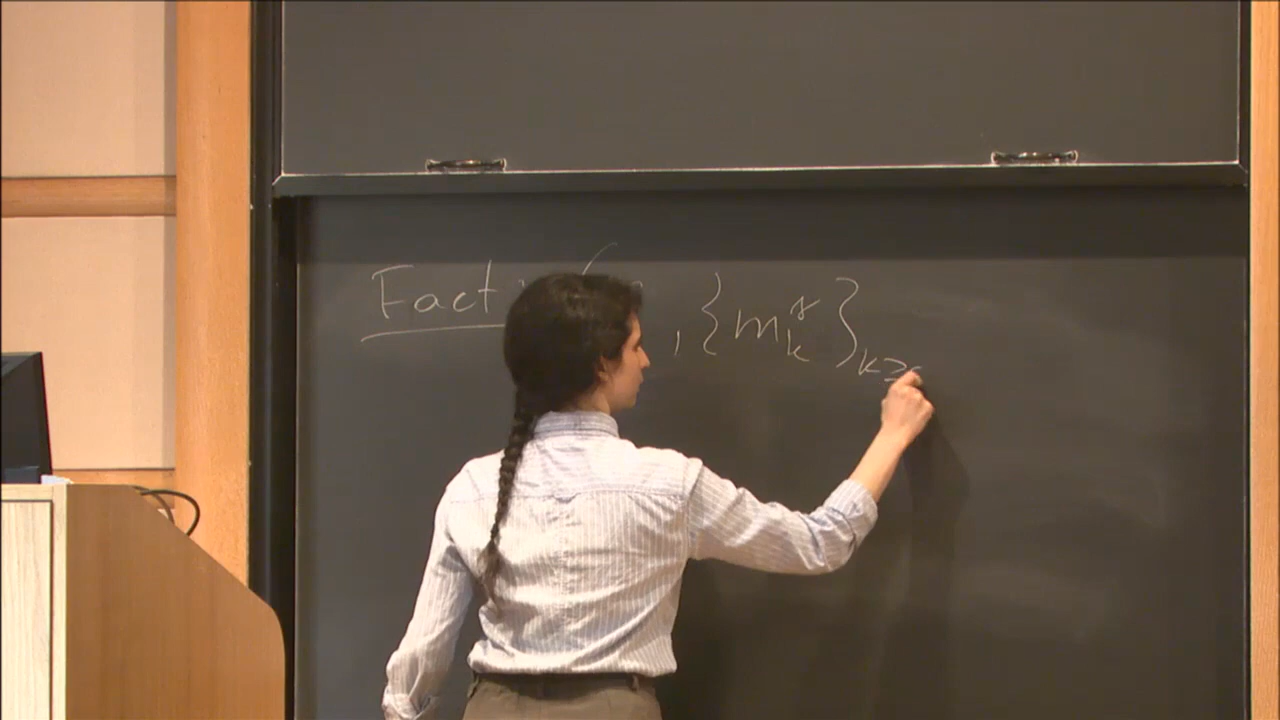 Fact , {m_k^*}_{k≥